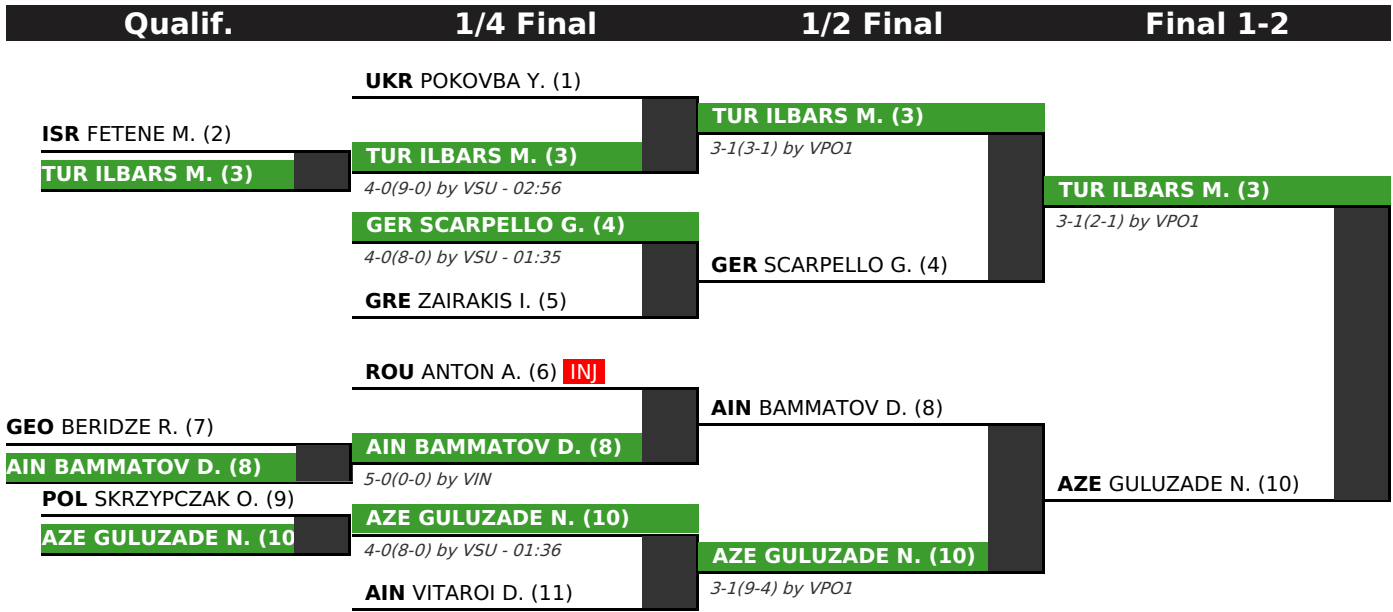 Qualif. 1/4 Final 1/2 Final Final 1-2
UKR POKOVBA Y. (1)
ISR FETENE M. (2)
TUR ILBARS M. (3)
TUR ILBARS M. (3)
4-0(9-0) by VSU - 02:56
GER SCARPELLO G. (4)
4-0(8-0) by VSU - 01:35
GRE ZAIRAKIS I. (5)
ROU ANTON A. (6) INJ
GEO BERIDZE R. (7)
AIN BAMMATOV D. (8)
AIN BAMMATOV D. (8)
5-0(0-0) by VIN
POL SKRZYPCZAK O. (9)
AZE GULUZADE N. (10
AZE GULUZADE N. (10)
4-0(8-0) by VSU - 01:36
AIN VITAROI D. (11)
TUR ILBARS M. (3)
3-1(3-1) by VPO1
GER SCARPELLO G. (4)
AIN BAMMATOV D. (8)
AZE GULUZADE N. (10)
3-1(9-4) by VPO1
TUR ILBARS M. (3)
3-1(2-1) by VPO1
AZE GULUZADE N. (10)